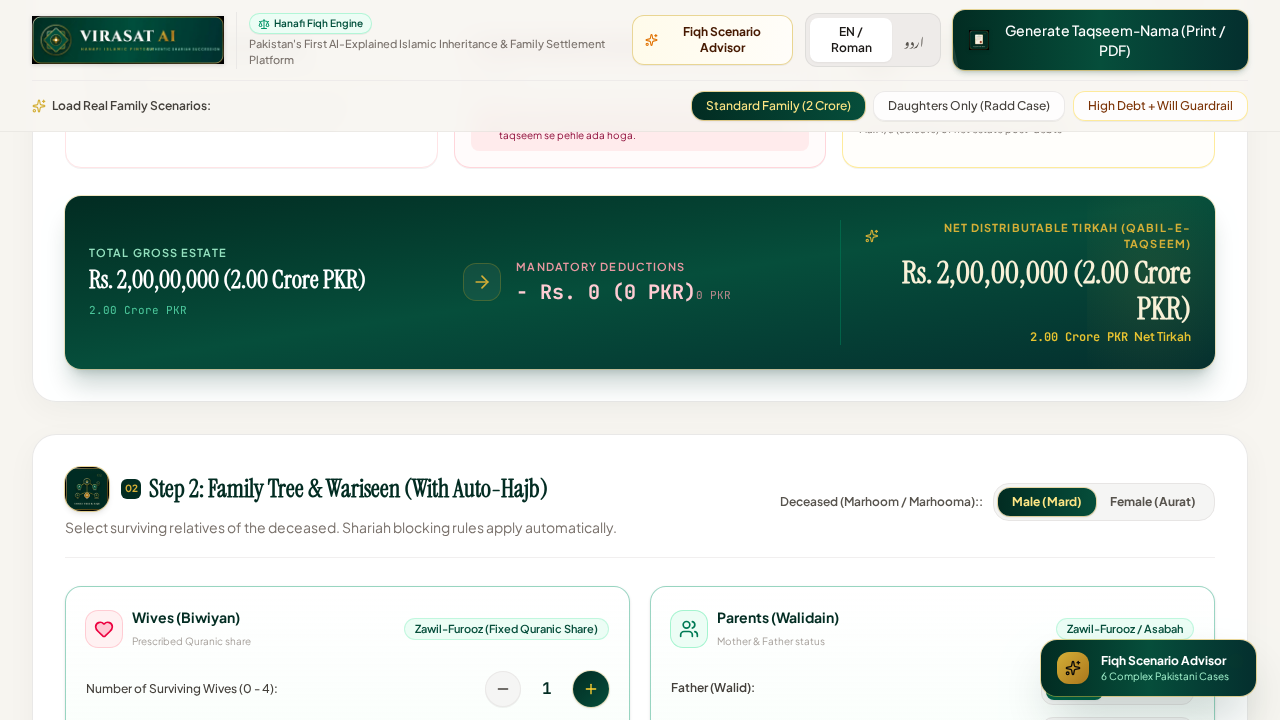 VIRASAT AI
Hanafi Fiqh Engine
Pakistan's First AI-Explained Islamic Inheritance & Family Settlement
Platform
Fiqh Scenario
Advisor
EN /
Roman
اردو
Generate Taqseem-Nama (Print /
PDF)
Load Real Family Scenarios:
Standard Family (2 Crore)
Daughters Only (Radd Case)
High Debt + Will Guardrail
taqseem se pehle ada hoga.
TOTAL GROSS ESTATE
Rs. 2,00,00,000 (2.00 Crore PKR)
2.00 Crore PKR
MANDATORY DEDUCTIONS
- Rs. 0 (0 PKR)0 PKR
NET DISTRIBUTABLE TIRKAH (QABIL-E-
TAQSEEM)
Rs. 2,00,00,000 (2.00 Crore
PKR)
2.00 Crore PKR Net Tirkah
02
Step 2: Family Tree & Wariseen (With Auto-Hajb)
Select surviving relatives of the deceased. Shariah blocking rules apply automatically.
Deceased (Marhoom / Marhooma)::
Male (Mard)
Female (Aurat)
Wives (Biwiyan)
Prescribed Quranic share
Zawil-Furooz (Fixed Quranic Share)
Number of Surviving Wives (0 - 4):
1
Parents (Walidain)
Mother & Father status
Zawil-Furooz / Asabah
Father (Walid):
Fiqh Scenario Advisor
6 Complex Pakistani Cases